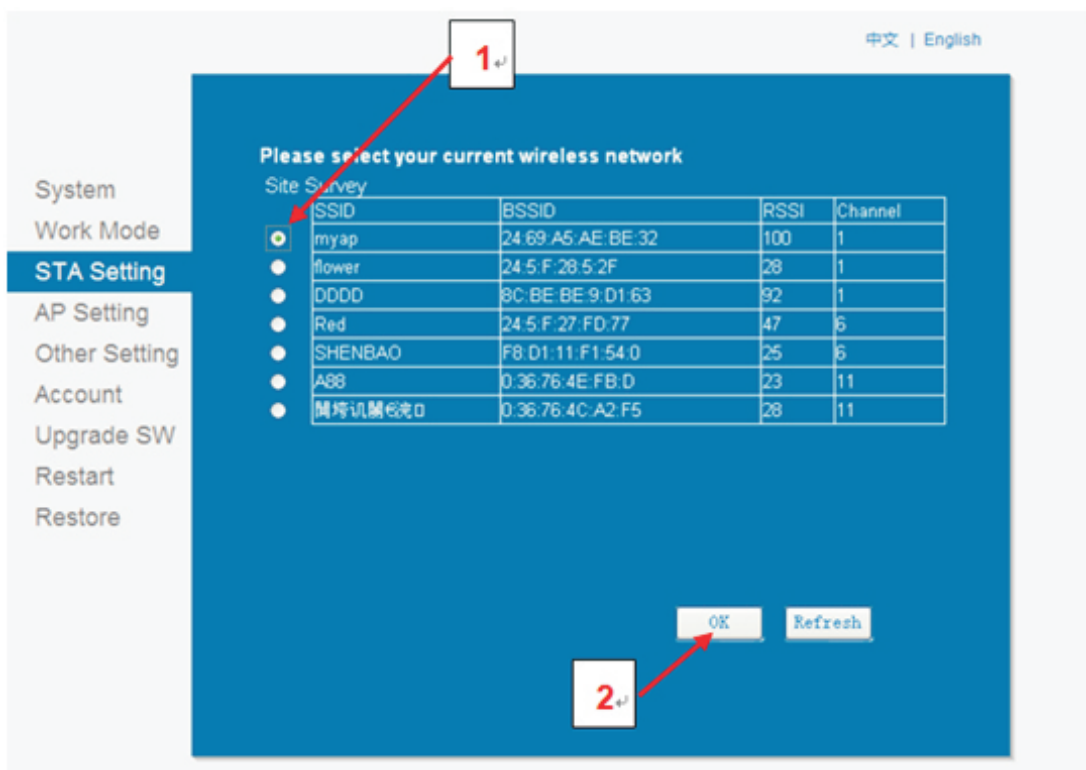 中文 | English
1
Please select your current wireless network
Site Survey
SSID BSSID RSSI Channel
myap 24:69:A5:AE:BE:32 100 1
flower 24:5:F:28:5:2F 28 1
DDDD 8C:BE:BE:9:D1:63 92 1
Red 24:5:F:27:FD:77 47 6
SHENBAO F8:D1:11:F1:54:0 25 6
A88 0:36:76:4E:FB:D 23 11
0:36:76:4C:A2:F5 28 11
System
Work Mode
STA Setting
AP Setting
Other Setting
Account
Upgrade SW
Restart
Restore
OK Refresh
2